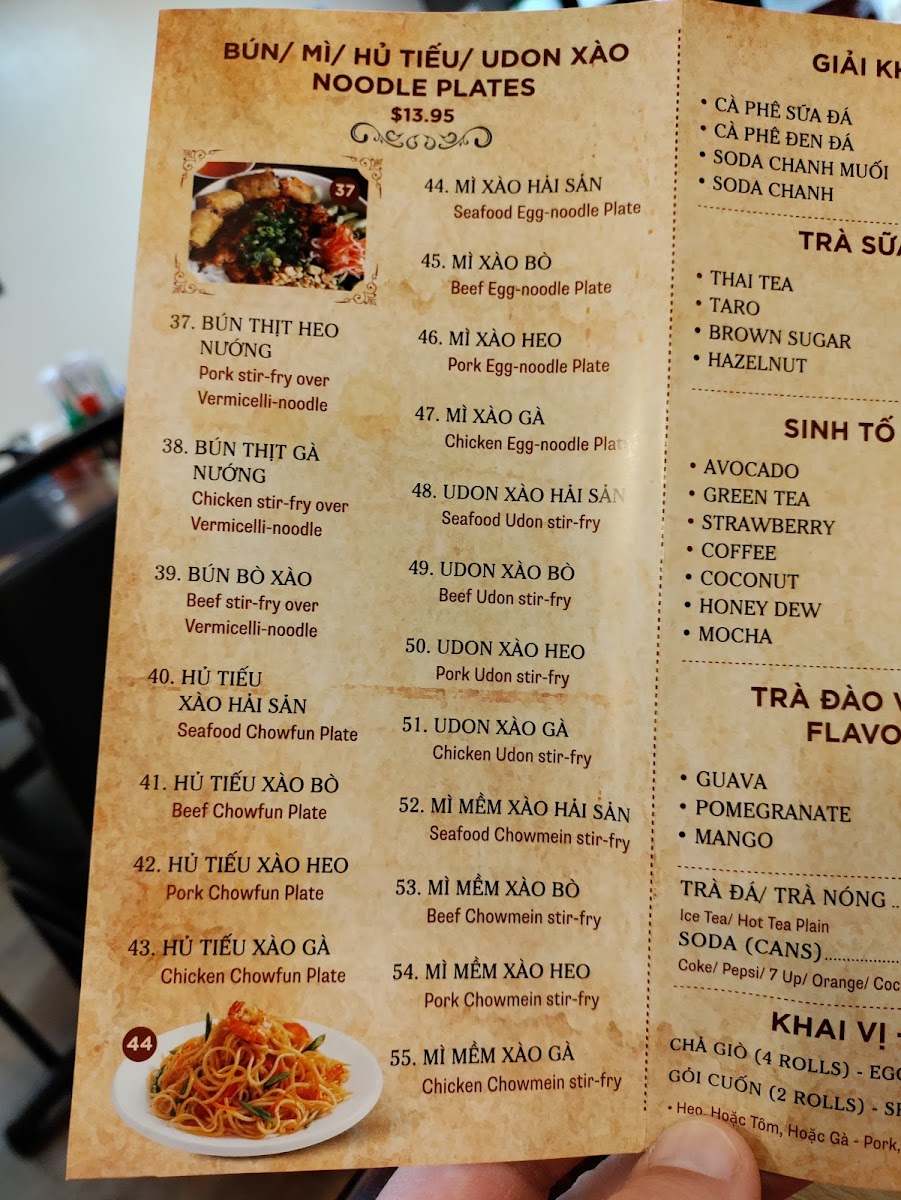 BÚN/ MÌ/ HỦ TIẾU/ UDON XÀO
NOODLE PLATES
$13.95
37
37. BÚN THỊT HEO
NƯỚNG
Pork stir-fry over
Vermicelli-noodle
38. BÚN THỊT GÀ
NƯỚNG
Chicken stir-fry over
Vermicelli-noodle
39. BÚN BÒ XÀO
Beef stir-fry over
Vermicelli-noodle
40. HỦ TIẾU
XÀO HẢI SẢN
Seafood Chowfun Plate
41. HỦ TIẾU XÀO BÒ
Beef Chowfun Plate
42. HỦ TIẾU XÀO HEO
Pork Chowfun Plate
43. HỦ TIẾU XÀO GÀ
Chicken Chowfun Plate
44
44. MÌ XÀO HẢI SẢN
Seafood Egg-noodle Plate
45. MÌ XÀO BÒ
Beef Egg-noodle Plate
46. MÌ XÀO HEO
Pork Egg-noodle Plate
47. MÌ XÀO GÀ
Chicken Egg-noodle Plate
48. UDON XÀO HẢI SẢN
Seafood Udon stir-fry
49. UDON XÀO BÒ
Beef Udon stir-fry
50. UDON XÀO HEO
Pork Udon stir-fry
51. UDON XÀO GÀ
Chicken Udon stir-fry
52. MÌ MỀM XÀO HẢI SẢN
Seafood Chowmein stir-fry
53. MÌ MỀM XÀO BÒ
Beef Chowmein stir-fry
54. MÌ MỀM XÀO HEO
Pork Chowmein stir-fry
55. MÌ MỀM XÀO GÀ
Chicken Chowmein stir-fry
GIẢI
• CÀ PHÊ SỮA ĐÁ
• CÀ PHÊ ĐEN ĐÁ
• SODA CHANH MUỐI
• SODA CHANH
TRÀ SỮA
• THAI TEA
• TARO
• BROWN SUGAR
• HAZELNUT
SINH TỐ
• AVOCADO
• GREEN TEA
• STRAWBERRY
• COFFEE
• COCONUT
• HONEY DEW
• MOCHA
TRÀ ĐÀO
• GUAVA
• POMEGRANATE
• MANGO
TRÀ ĐÁ/ TRÀ NÓNG ..
Ice Tea/ Hot Tea Plain
SODA (CANS)......................
Coke/ Pepsi/ 7 Up/ Orange/
KHAI VỊ -
CHẢ GIÒ (4 ROLLS) -
GỎI CUỐN (2 ROLLS) -
• Heo, Hoặc Tôm, Hoặc Gà - Pork,